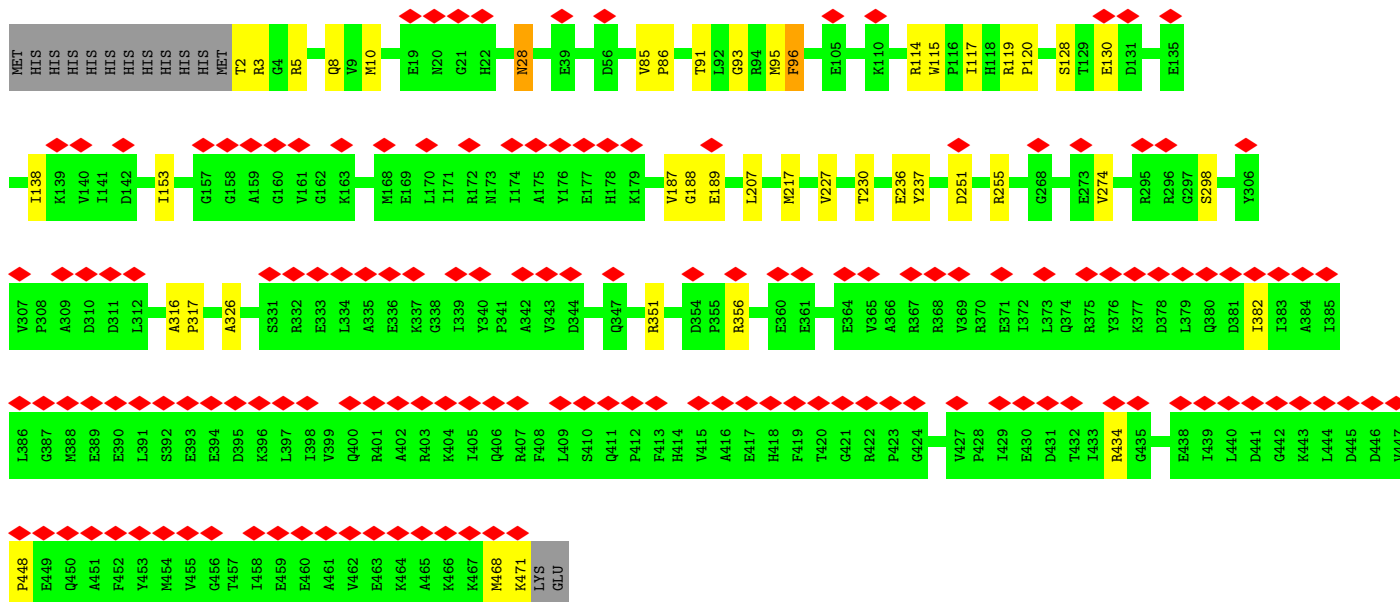 MET HIS HIS HIS HIS HIS HIS HIS HIS HIS HIS MET T2 R3 G4 R5 Q8 V9 M10 E19 N20 G21 H22 N28 E39 D56 V85 P86 T91 L92 G93 R94 M95 F96 E105 K110 R114 W115 P116 I117 H118 R119 P120 S128 T129 E130 D131 E135
I138 K139 V140 I141 D142 I153 G157 G158 A159 G160 V161 G162 K163 M168 E169 L170 I171 R172 N173 I174 A175 Y176 E177 H178 K179 V187 G188 E189 L207 M217 V227 T230 E236 Y237 D251 R255 G268 E273 V274 R295 R296 G297 S298 Y306
V307 P308 A309 D310 D311 L312 A316 P317 A326 S331 R332 E333 L334 A335 E336 K337 G338 I339 Y340 P341 A342 V343 D344 Q347 R351 D354 P355 R356 E360 E361 E364 V365 A366 R367 R368 V369 R370 E371 I372 L373 Q374 R375 Y376 K377 D378 L379 Q380 D381 I382 I383 A384 I385
L386 G387 M388 E389 E390 L391 S392 E393 E394 D395 K396 L397 I398 V399 Q400 R401 A402 R403 K404 I405 Q406 R407 F408 L409 S410 Q411 P412 F413 H414 V415 A416 E417 H418 F419 T420 G421 R422 P423 G424 V427 P428 I429 E430 D431 T432 I433 R434 G435 E438 I439 L440 D441 G442 K443 L444 D445 D446 V447
P448 E449 Q450 A451 F452 Y453 M454 V455 G456 T457 I458 E459 E460 A461 V462 E463 K464 A465 K466 K467 M468 K471 LYS GLU